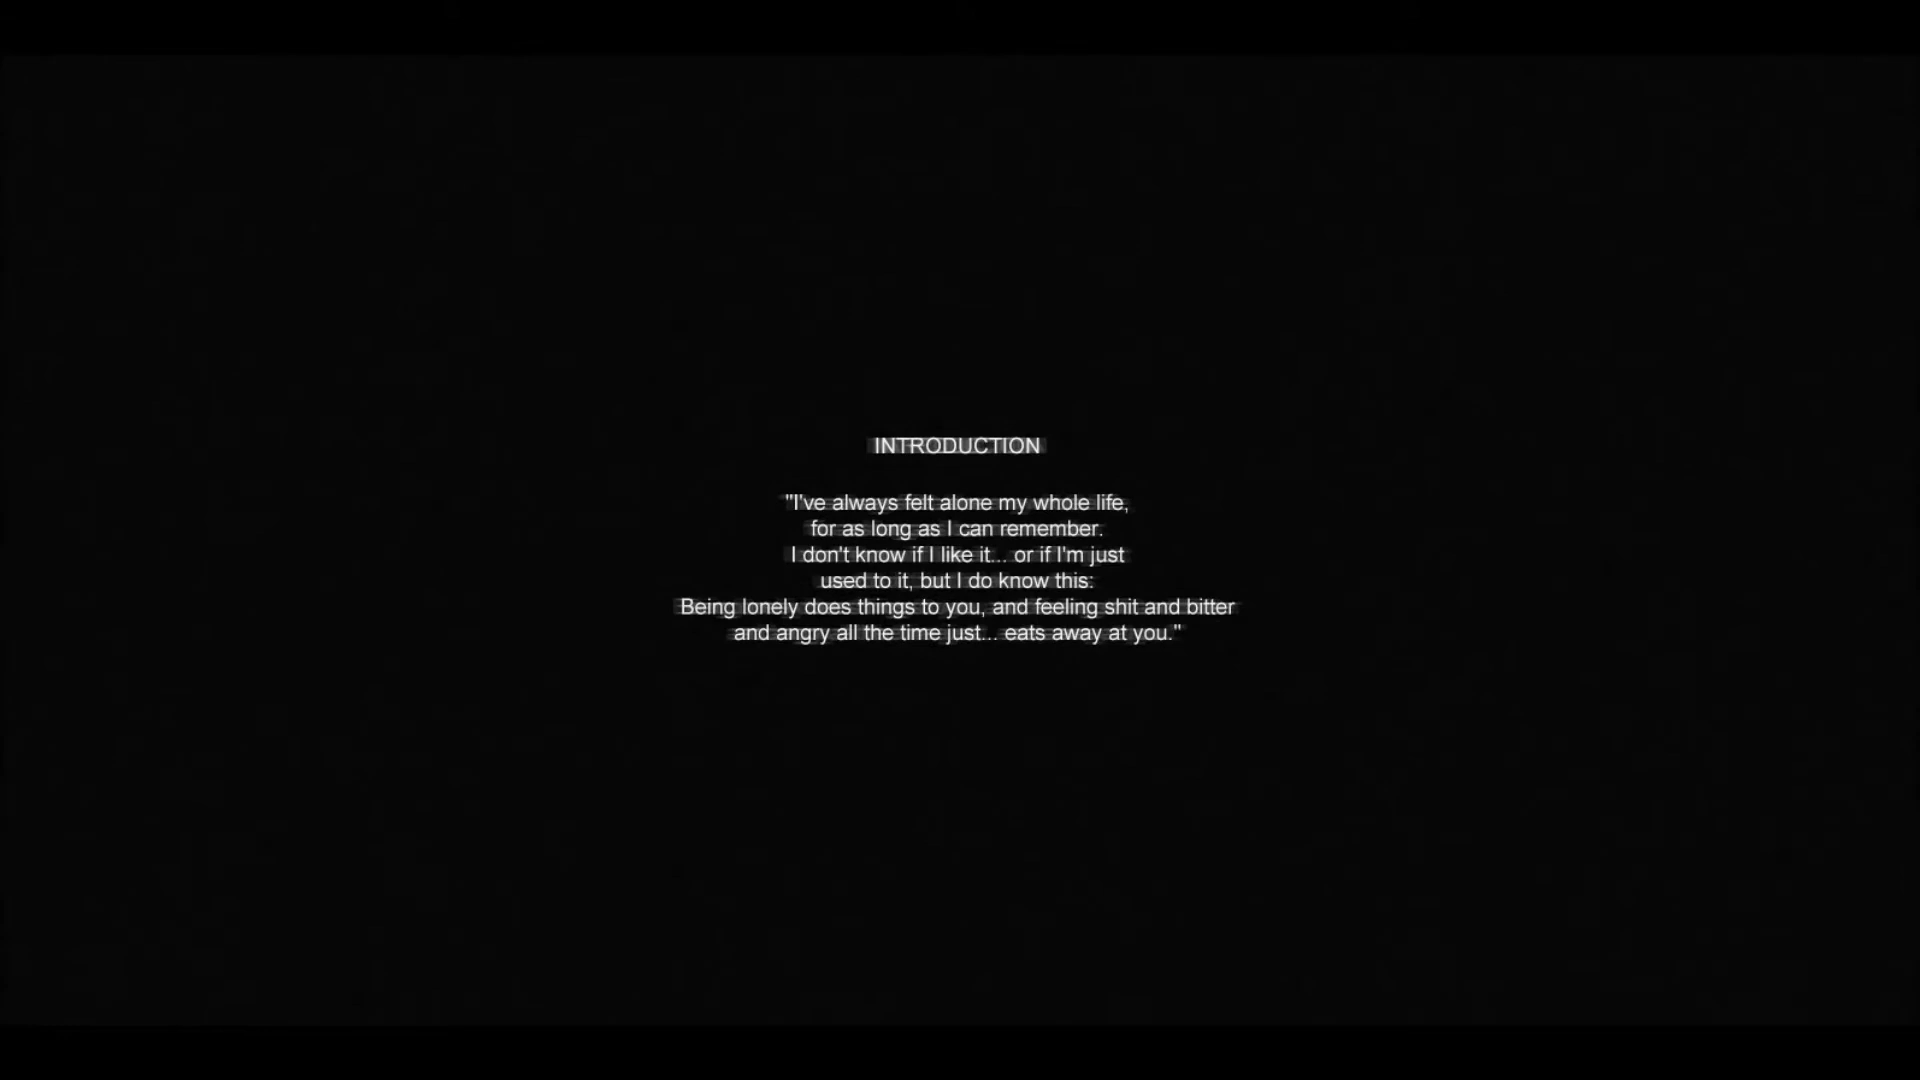 INTRODUCTION
"I've always felt alone my whole life,
for as long as I can remember.
I don't know if I like it... or if I'm just
used to it, but I do know this:
Being lonely does things to you, and feeling shit and bitter
and angry all the time just... eats away at you."